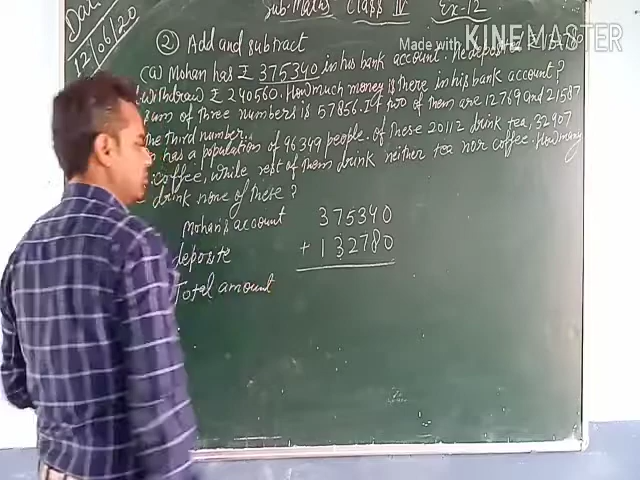 Sub-Maths Class IV Ex-12
Date
12/06/20
Made with KINEMASTER
② Add and subtract
(a) Mohan has ₹ 375340 in his bank account. He deposited ₹
withdraw ₹ 240560. How much money is there in his bank account?
sum of three numbers is 57856. If two of them are 12769 and 21587
the third number.
has a population of 96349 people. of these 20112 drink tea, 32907
coffee, while rest of them drink neither tea nor coffee. How many
drink none of these?
Mohan's account 375340
deposite + 132780
Total amount